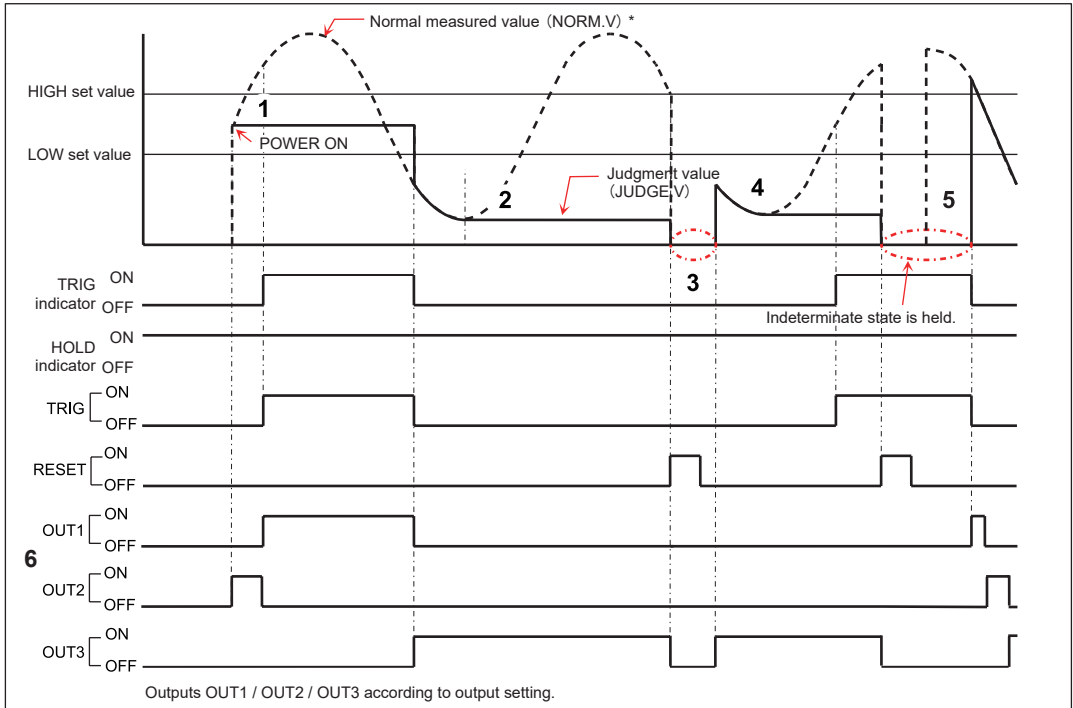 Normal measured value（NORM.V）*
HIGH set value
1
POWER ON
LOW set value
Judgment value
（JUDGE.V）
2
4
5
3
TRIG
indicator
ON
OFF
Indeterminate state is held.
HOLD
indicator
ON
OFF
TRIG
ON
OFF
RESET
ON
OFF
OUT1
ON
OFF
6
OUT2
ON
OFF
OUT3
ON
OFF
Outputs OUT1 / OUT2 / OUT3 according to output setting.